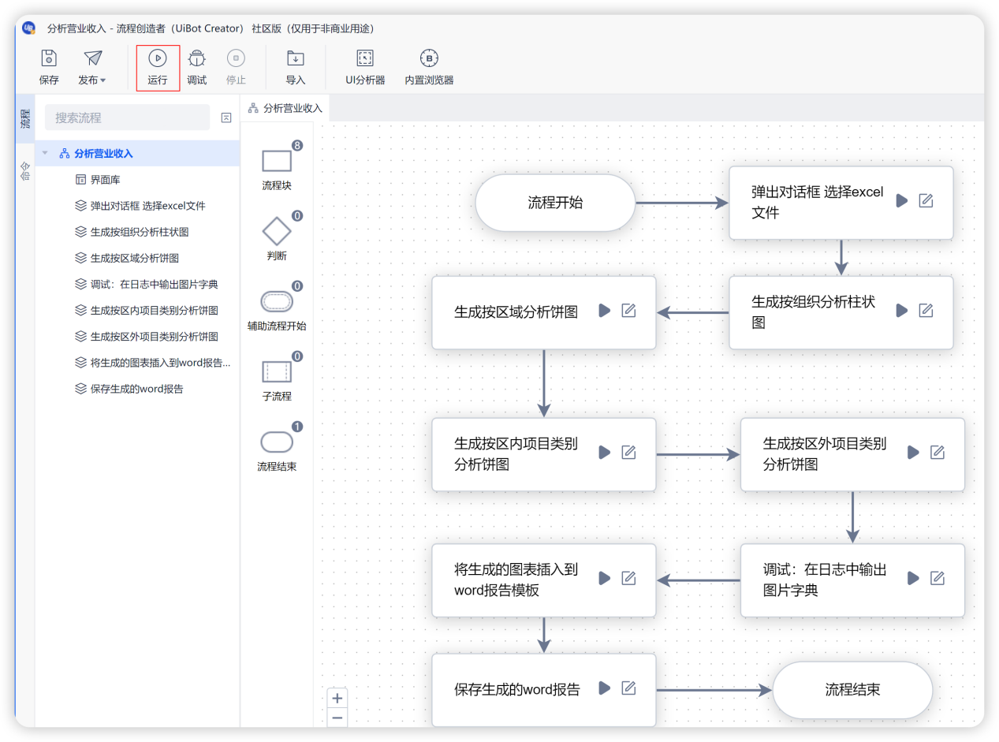 分析营业收入 - 流程创造者（UiBot Creator） 社区版（仅用于非商业用途）
保存
发布
运行
调试
停止
导入
UI分析器
内置浏览器
流程
命令
搜索流程
分析营业收入
界面库
弹出对话框 选择excel文件
生成按组织分析柱状图
生成按区域分析饼图
调试：在日志中输出图片字典
生成按区内项目类别分析饼图
生成按区外项目类别分析饼图
将生成的图表插入到word报告...
保存生成的word报告
分析营业收入
8
流程块
0
判断
0
辅助流程开始
0
子流程
1
流程结束
流程开始
弹出对话框 选择excel
文件
生成按组织分析柱状
图
生成按区域分析饼图
生成按区内项目类别
分析饼图
生成按区外项目类别
分析饼图
调试：在日志中输出
图片字典
将生成的图表插入到
word报告模板
保存生成的word报告
流程结束